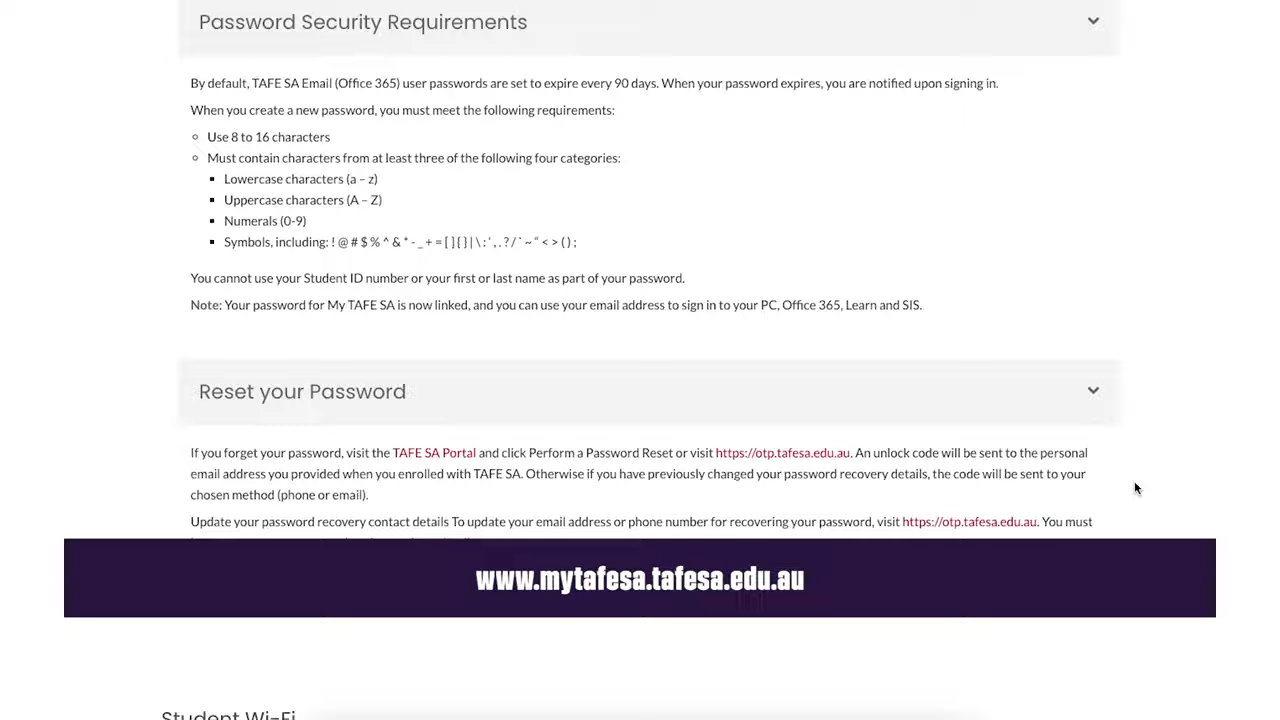 Password Security Requirements
By default, TAFE SA Email (Office 365) user passwords are set to expire every 90 days. When your password expires, you are notified upon signing in.
When you create a new password, you must meet the following requirements:
Use 8 to 16 characters
Must contain characters from at least three of the following four categories:
Lowercase characters (a – z)
Uppercase characters (A – Z)
Numerals (0-9)
Symbols, including: ! @ # $ % ^ & * - _ + = [ ] { } | \ : ' , . ? / ` ~ " < > ( ) ;
You cannot use your Student ID number or your first or last name as part of your password.
Note: Your password for My TAFE SA is now linked, and you can use your email address to sign in to your PC, Office 365, Learn and SIS.
Reset your Password
If you forget your password, visit the TAFE SA Portal and click Perform a Password Reset or visit https://otp.tafesa.edu.au. An unlock code will be sent to the personal
email address you provided when you enrolled with TAFE SA. Otherwise if you have previously changed your password recovery details, the code will be sent to your
chosen method (phone or email).
Update your password recovery contact details To update your email address or phone number for recovering your password, visit https://otp.tafesa.edu.au. You must
www.mytafesa.tafesa.edu.au
Student Wi-Fi